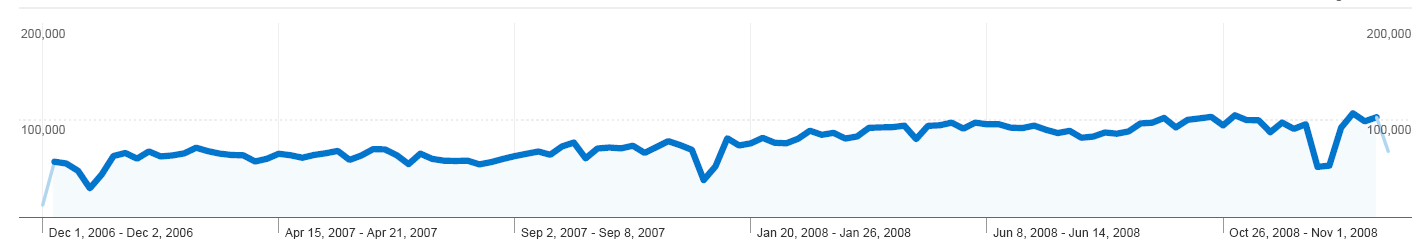 200,000 200,000
100,000 100,000
Dec 1, 2006 - Dec 2, 2006 Apr 15, 2007 - Apr 21, 2007 Sep 2, 2007 - Sep 8, 2007 Jan 20, 2008 - Jan 26, 2008 Jun 8, 2008 - Jun 14, 2008 Oct 26, 2008 - Nov 1, 2008